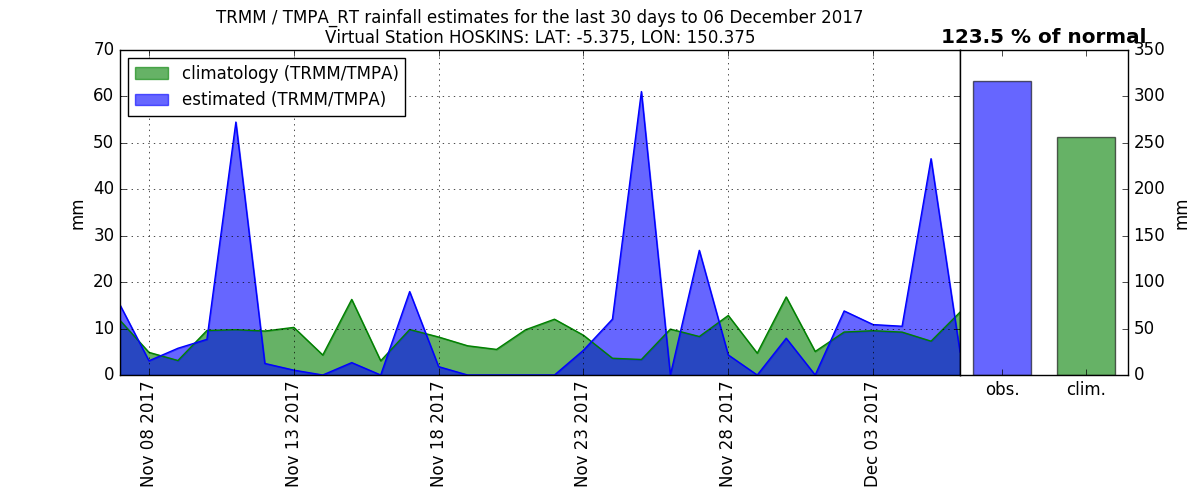 TRMM / TMPA_RT rainfall estimates for the last 30 days to 06 December 2017
Virtual Station HOSKINS: LAT: -5.375, LON: 150.375
123.5 % of normal
climatology (TRMM/TMPA)
estimated (TRMM/TMPA)
70
60
50
40
30
20
10
0
mm
Nov 08 2017
Nov 13 2017
Nov 18 2017
Nov 23 2017
Nov 28 2017
Dec 03 2017
obs.
clim.
350
300
250
200
150
100
50
0
mm